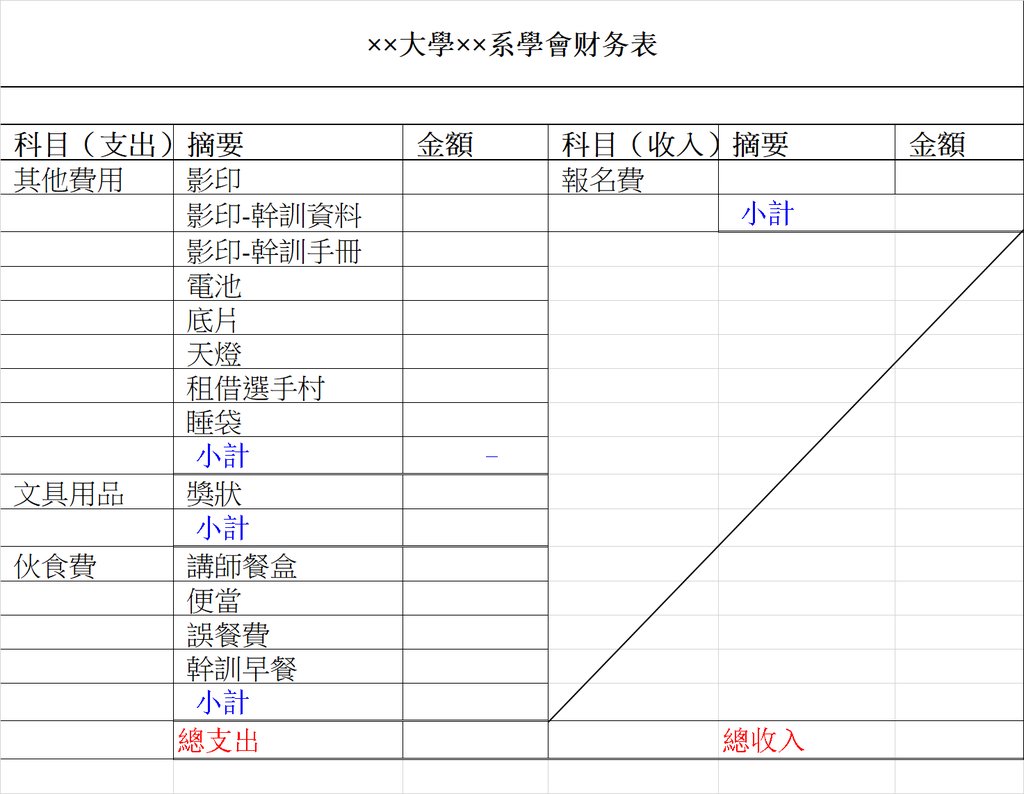 ××大學××系學會财务表
科目（支出） 摘要 金額 科目（收入） 摘要 金額
其他費用 影印 報名費
影印-幹訓資料 小計
影印-幹訓手冊
電池
底片
天燈
租借選手村
睡袋
小計 –
文具用品 獎狀
小計
伙食費 講師餐盒
便當
誤餐費
幹訓早餐
小計
總支出 總收入